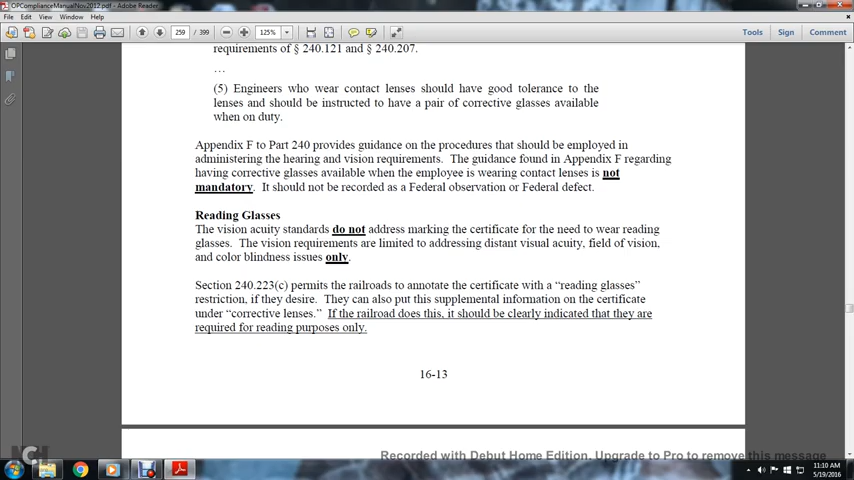 OPComplianceManualNov2012.pdf - Adobe Reader
File Edit View Window Help
259 / 399
125%
Tools
Sign
Comment
requirements of § 240.121 and § 240.207.
…
(5) Engineers who wear contact lenses should have good tolerance to the
lenses and should be instructed to have a pair of corrective glasses available
when on duty.
Appendix F to Part 240 provides guidance on the procedures that should be employed in
administering the hearing and vision requirements. The guidance found in Appendix F regarding
having corrective glasses available when the employee is wearing contact lenses is not
mandatory. It should not be recorded as a Federal observation or Federal defect.
Reading Glasses
The vision acuity standards do not address marking the certificate for the need to wear reading
glasses. The vision requirements are limited to addressing distant visual acuity, field of vision,
and color blindness issues only.
Section 240.223(c) permits the railroads to annotate the certificate with a “reading glasses”
restriction, if they desire. They can also put this supplemental information on the certificate
under “corrective lenses.” If the railroad does this, it should be clearly indicated that they are
required for reading purposes only.
16-13
NCH
Recorded with Debut Home Edition. Upgrade to Pro to remove this message
11:10 AM
5/19/2016